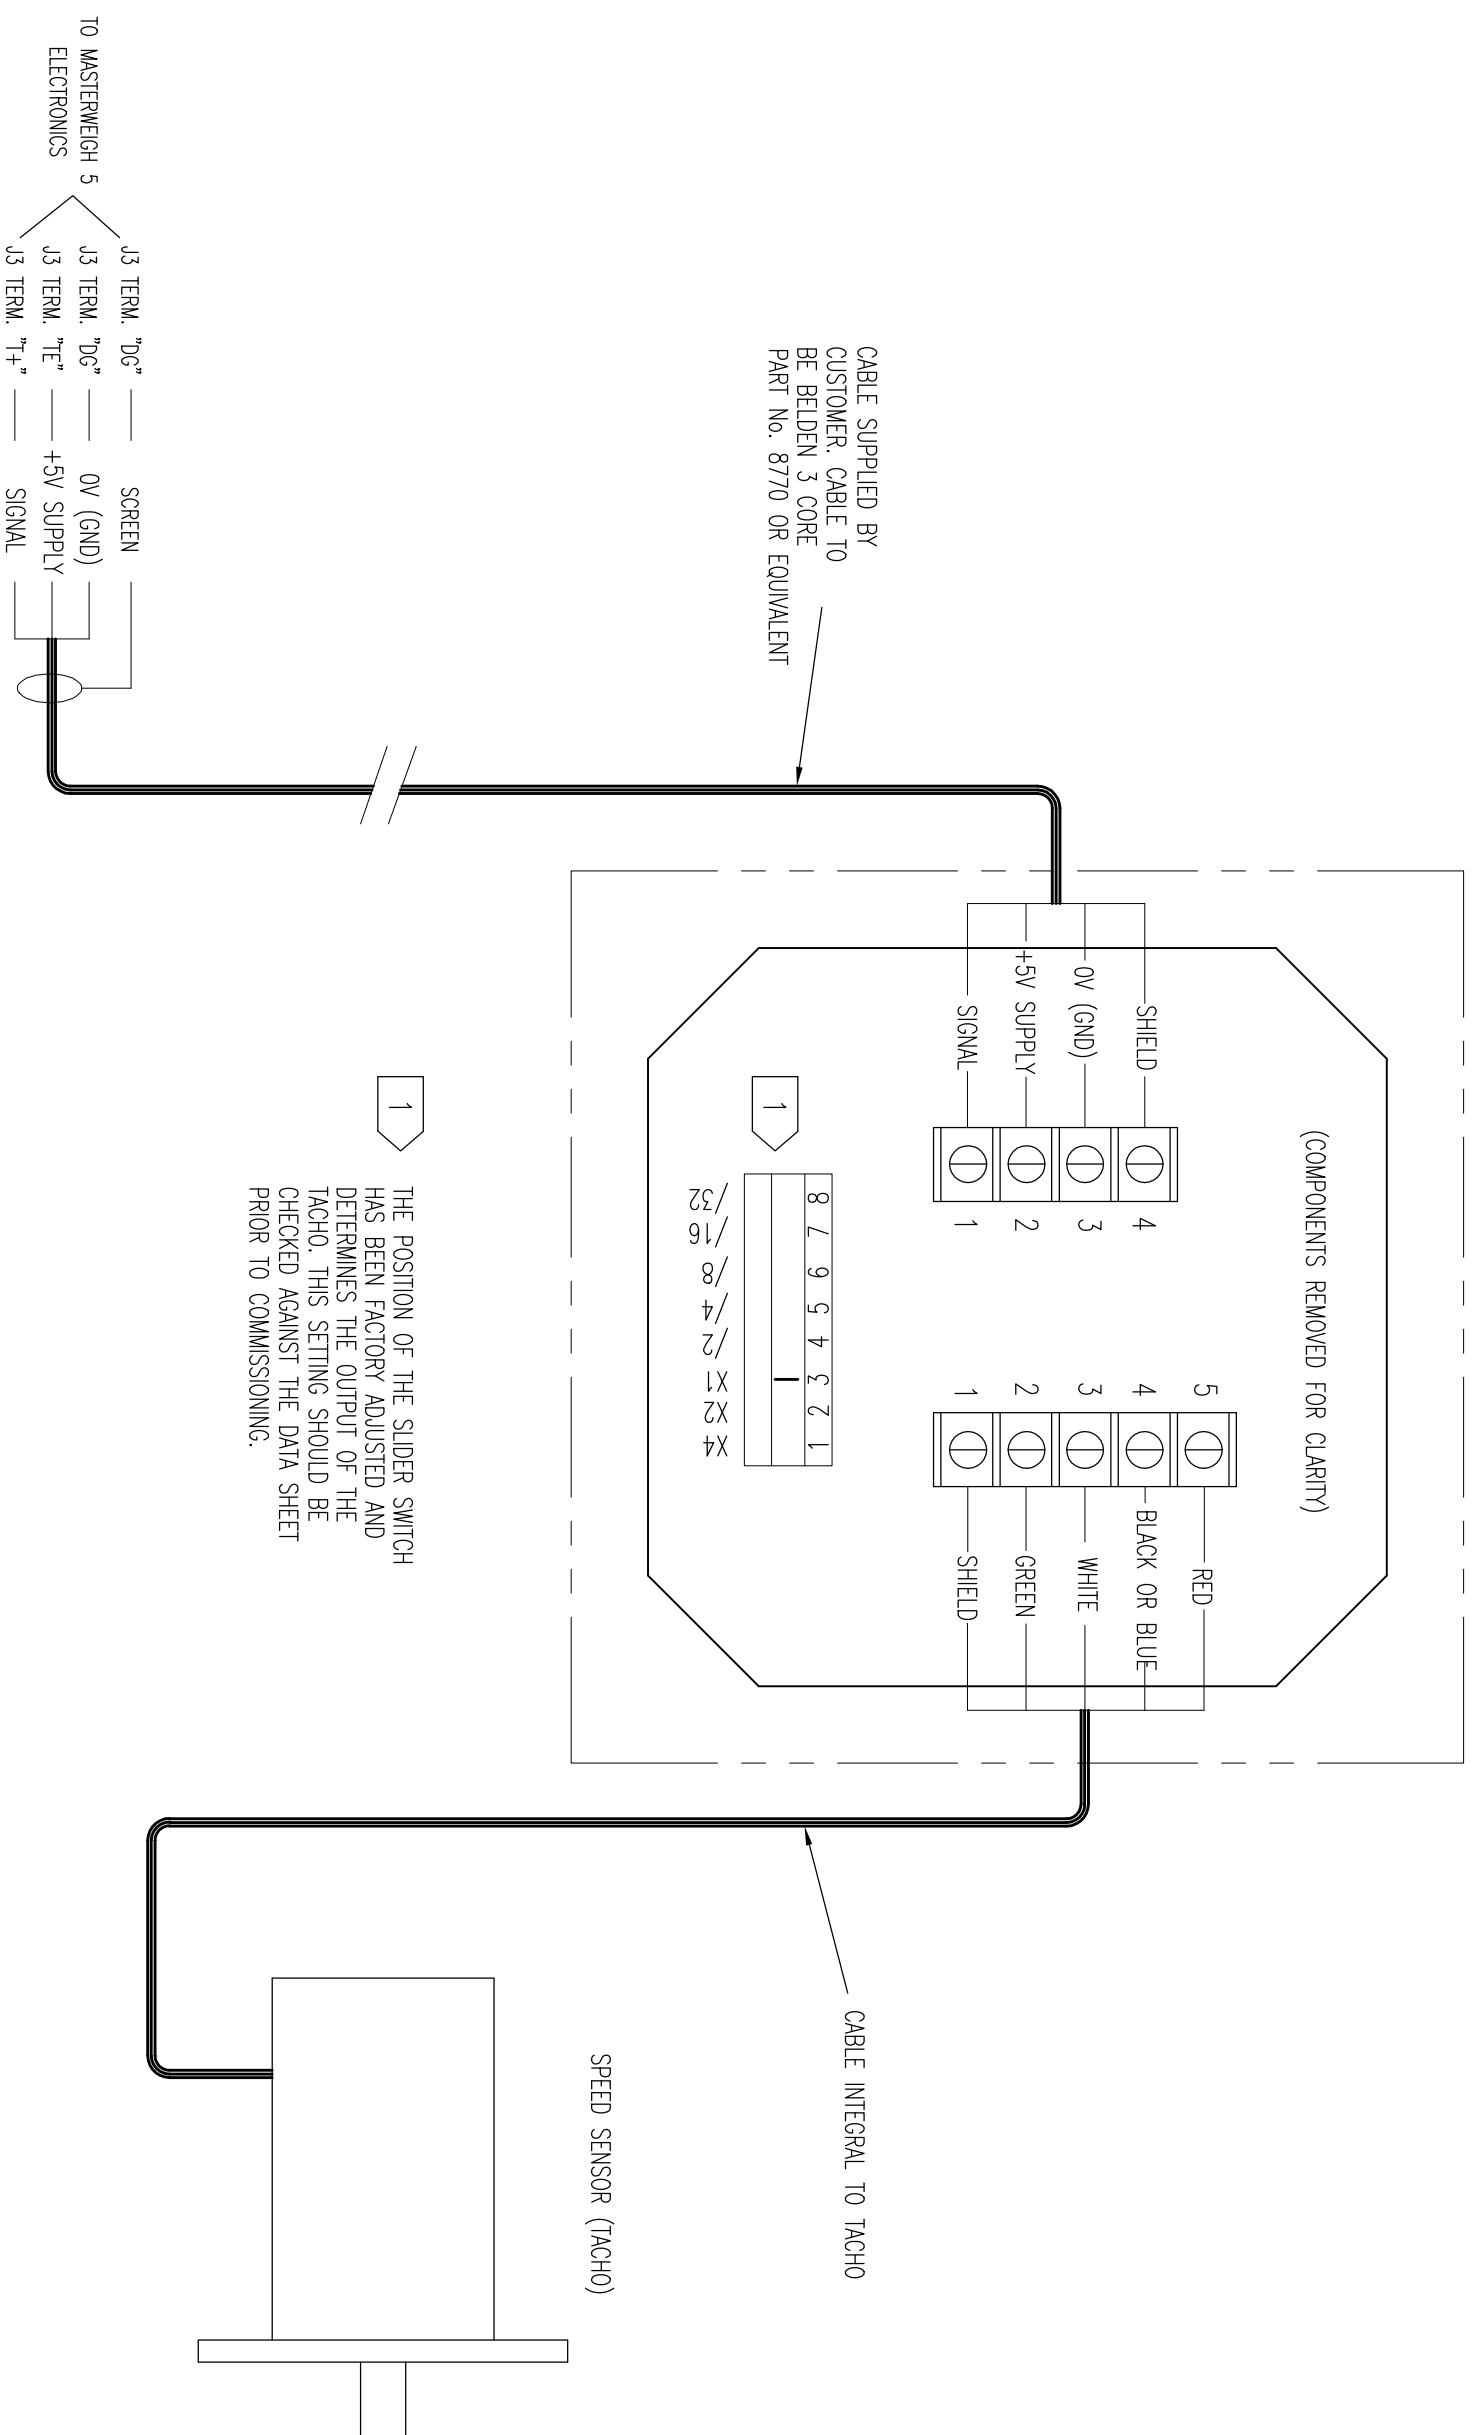 (COMPONENTS REMOVED FOR CLARITY)
SHIELD
0V (GND)
+5V SUPPLY
SIGNAL
4
3
2
1
5
4
3
2
1
RED
BLACK OR BLUE
WHITE
GREEN
SHIELD
CABLE SUPPLIED BY
CUSTOMER. CABLE TO
BE BELDEN 3 CORE
PART No. 8770 OR EQUIVALENT
CABLE INTEGRAL TO TACHO
1
8 7 6 5 4 3 2 1
/32 /16 /8 /4 /2 X1 X2 X4
SPEED SENSOR (TACHO)
1
THE POSITION OF THE SLIDER SWITCH
HAS BEEN FACTORY ADJUSTED AND
DETERMINES THE OUTPUT OF THE
TACHO. THIS SETTING SHOULD BE
CHECKED AGAINST THE DATA SHEET
PRIOR TO COMMISSIONING.
TO MASTERWEIGH 5
ELECTRONICS
J3 TERM. "DG" SCREEN
J3 TERM. "DG" 0V (GND)
J3 TERM. "TE" +5V SUPPLY
J3 TERM. "T+" SIGNAL